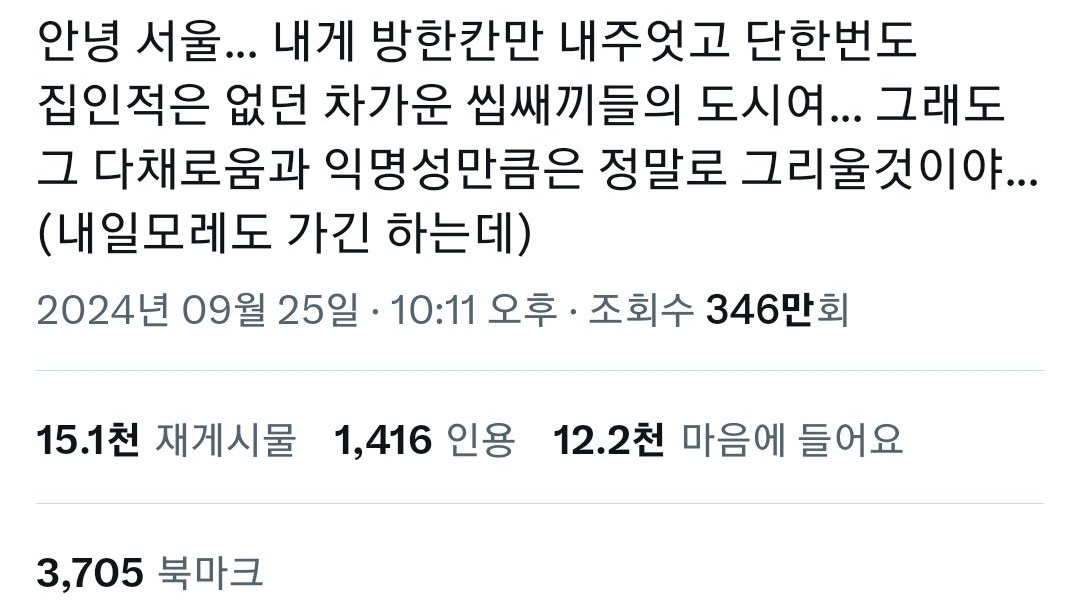 안녕 서울... 내게 방한칸만 내주엇고 단한번도
집인적은 없던 차가운 씹쌔끼들의 도시여... 그래도
그 다채로움과 익명성만큼은 정말로 그리울것이야...
(내일모레도 가긴 하는데)
2024년 09월 25일 · 10:11 오후 · 조회수 346만회
15.1천 재게시물 1,416 인용 12.2천 마음에 들어요
3,705 북마크